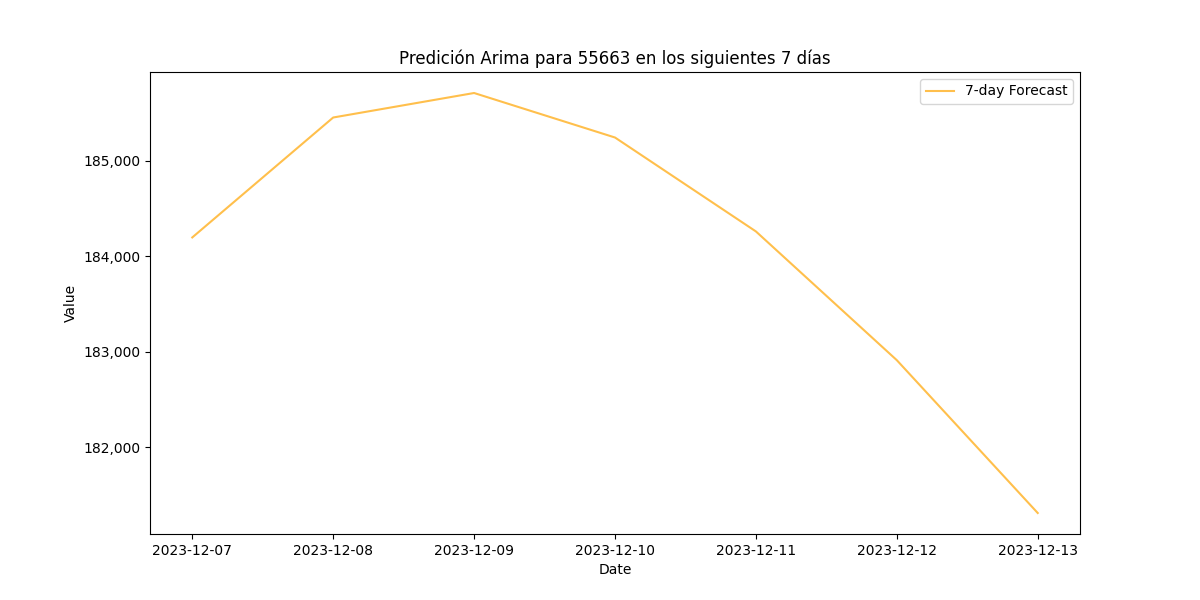 Predición Arima para 55663 en los siguientes 7 días
7-day Forecast
185,000
184,000
183,000
182,000
Value
2023-12-07 2023-12-08 2023-12-09 2023-12-10 2023-12-11 2023-12-12 2023-12-13
Date